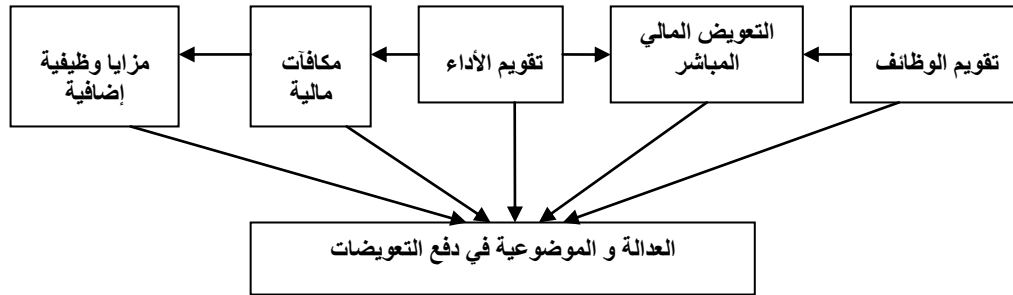 تقويم الوظائف
التعويض المالي
المباشر
تقويم الأداء
مكافآت
مالية
مزايا وظيفية
إضافية
العدالة و الموضوعية في دفع التعويضات